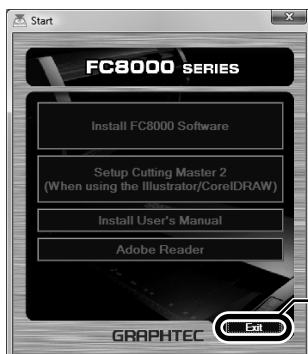 Start
FC8000 SERIES
Install FC8000 Software
Setup Cutting Master 2
(When using the Illustrator/CorelDRAW)
Install User's Manual
Adobe Reader
Exit
GRAPHTEC